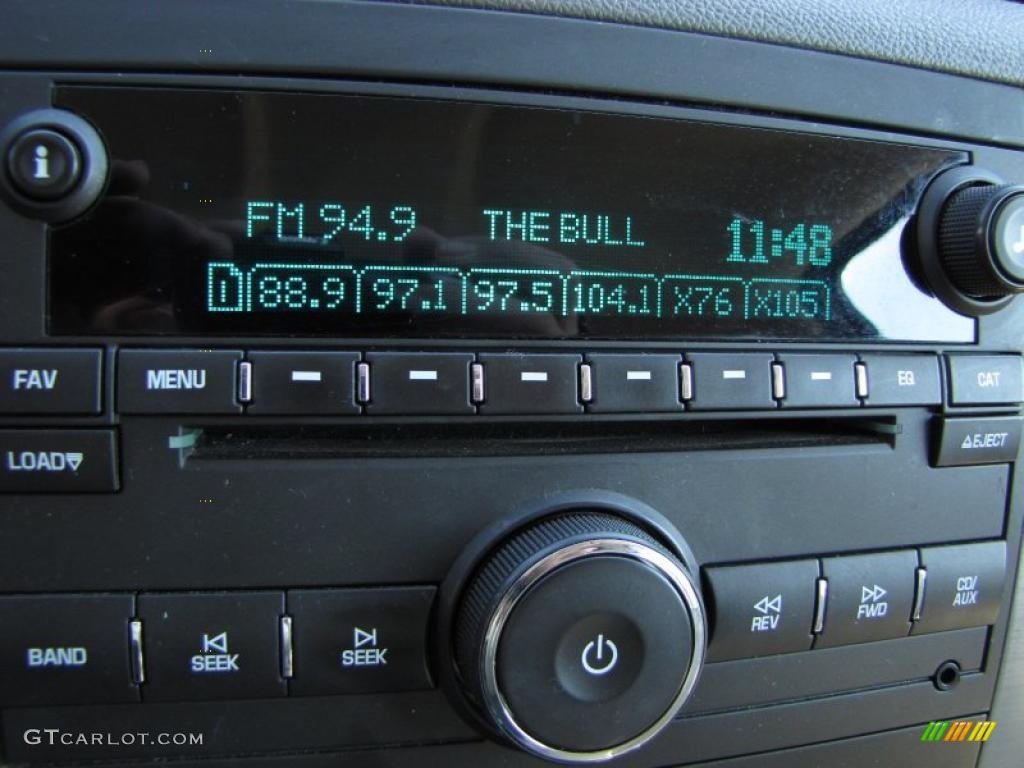 i
FM 94.9 THE BULL 11:48
1 88.9 97.1 97.5 104.1 X76 X105
FAV MENU EQ CAT
LOAD EJECT
REV FWD CD/AUX
BAND SEEK SEEK
GTCARLOT.COM